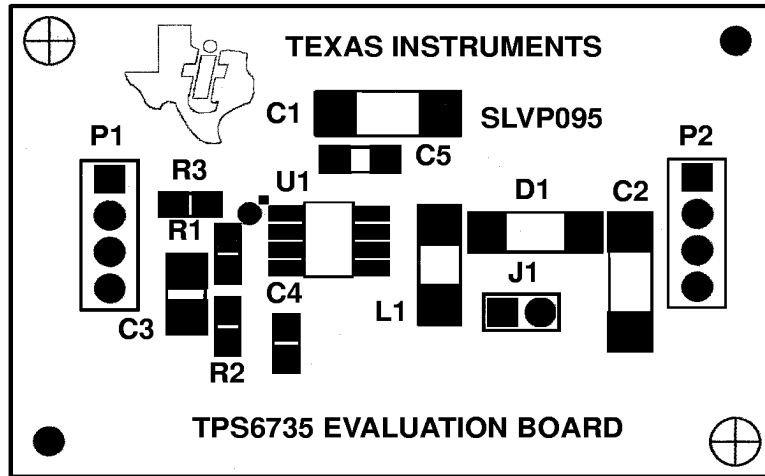 TEXAS INSTRUMENTS
C1
SLVP095
P1
P2
C5
R3
U1
D1
C2
R1
J1
C4
L1
C3
R2
TPS6735 EVALUATION BOARD